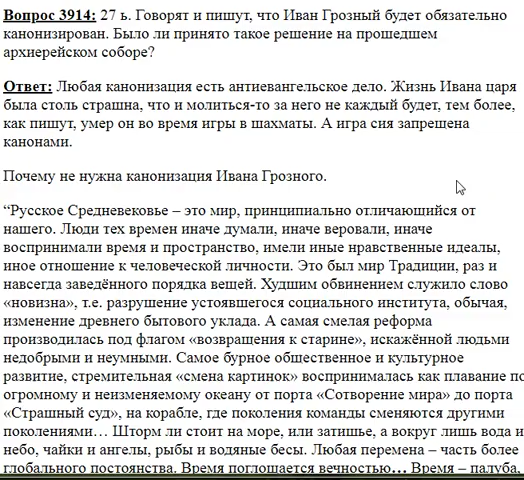 Вопрос 3914: 27 ь. Говорят и пишут, что Иван Грозный будет обязательно
канонизирован. Было ли принято такое решение на прошедшем
архиерейском соборе?
Ответ: Любая канонизация есть антиевангельское дело. Жизнь Ивана царя
была столь страшна, что и молиться-то за него не каждый будет, тем более,
как пишут, умер он во время игры в шахматы. А игра сия запрещена
канонами.
Почему не нужна канонизация Ивана Грозного.
“Русское Средневековье – это мир, принципиально отличающийся от
нашего. Люди тех времен иначе думали, иначе веровали, иначе
воспринимали время и пространство, имели иные нравственные идеалы,
иное отношение к человеческой личности. Это был мир Традиции, раз и
навсегда заведённого порядка вещей. Худшим обвинением служило слово
«новизна», т.е. разрушение устоявшегося социального института, обычая,
изменение древнего бытового уклада. А самая смелая реформа
производилась под флагом «возвращения к старине», искажённой людьми
недобрыми и неумными. Самое бурное общественное и культурное
развитие, стремительная «смена картинок» воспринималась как плавание по
огромному и неизменяемому океану от порта «Сотворение мира» до порта
«Страшный суд», на корабле, где поколения команды сменяются другими
поколениями… Шторм ли стоит на море, или затишье, а вокруг лишь вода и
небо, чайки и ангелы, рыбы и водяные бесы. Любая перемена – часть более
глобального постоянства. Время поглощается вечностью… Время – палуба,